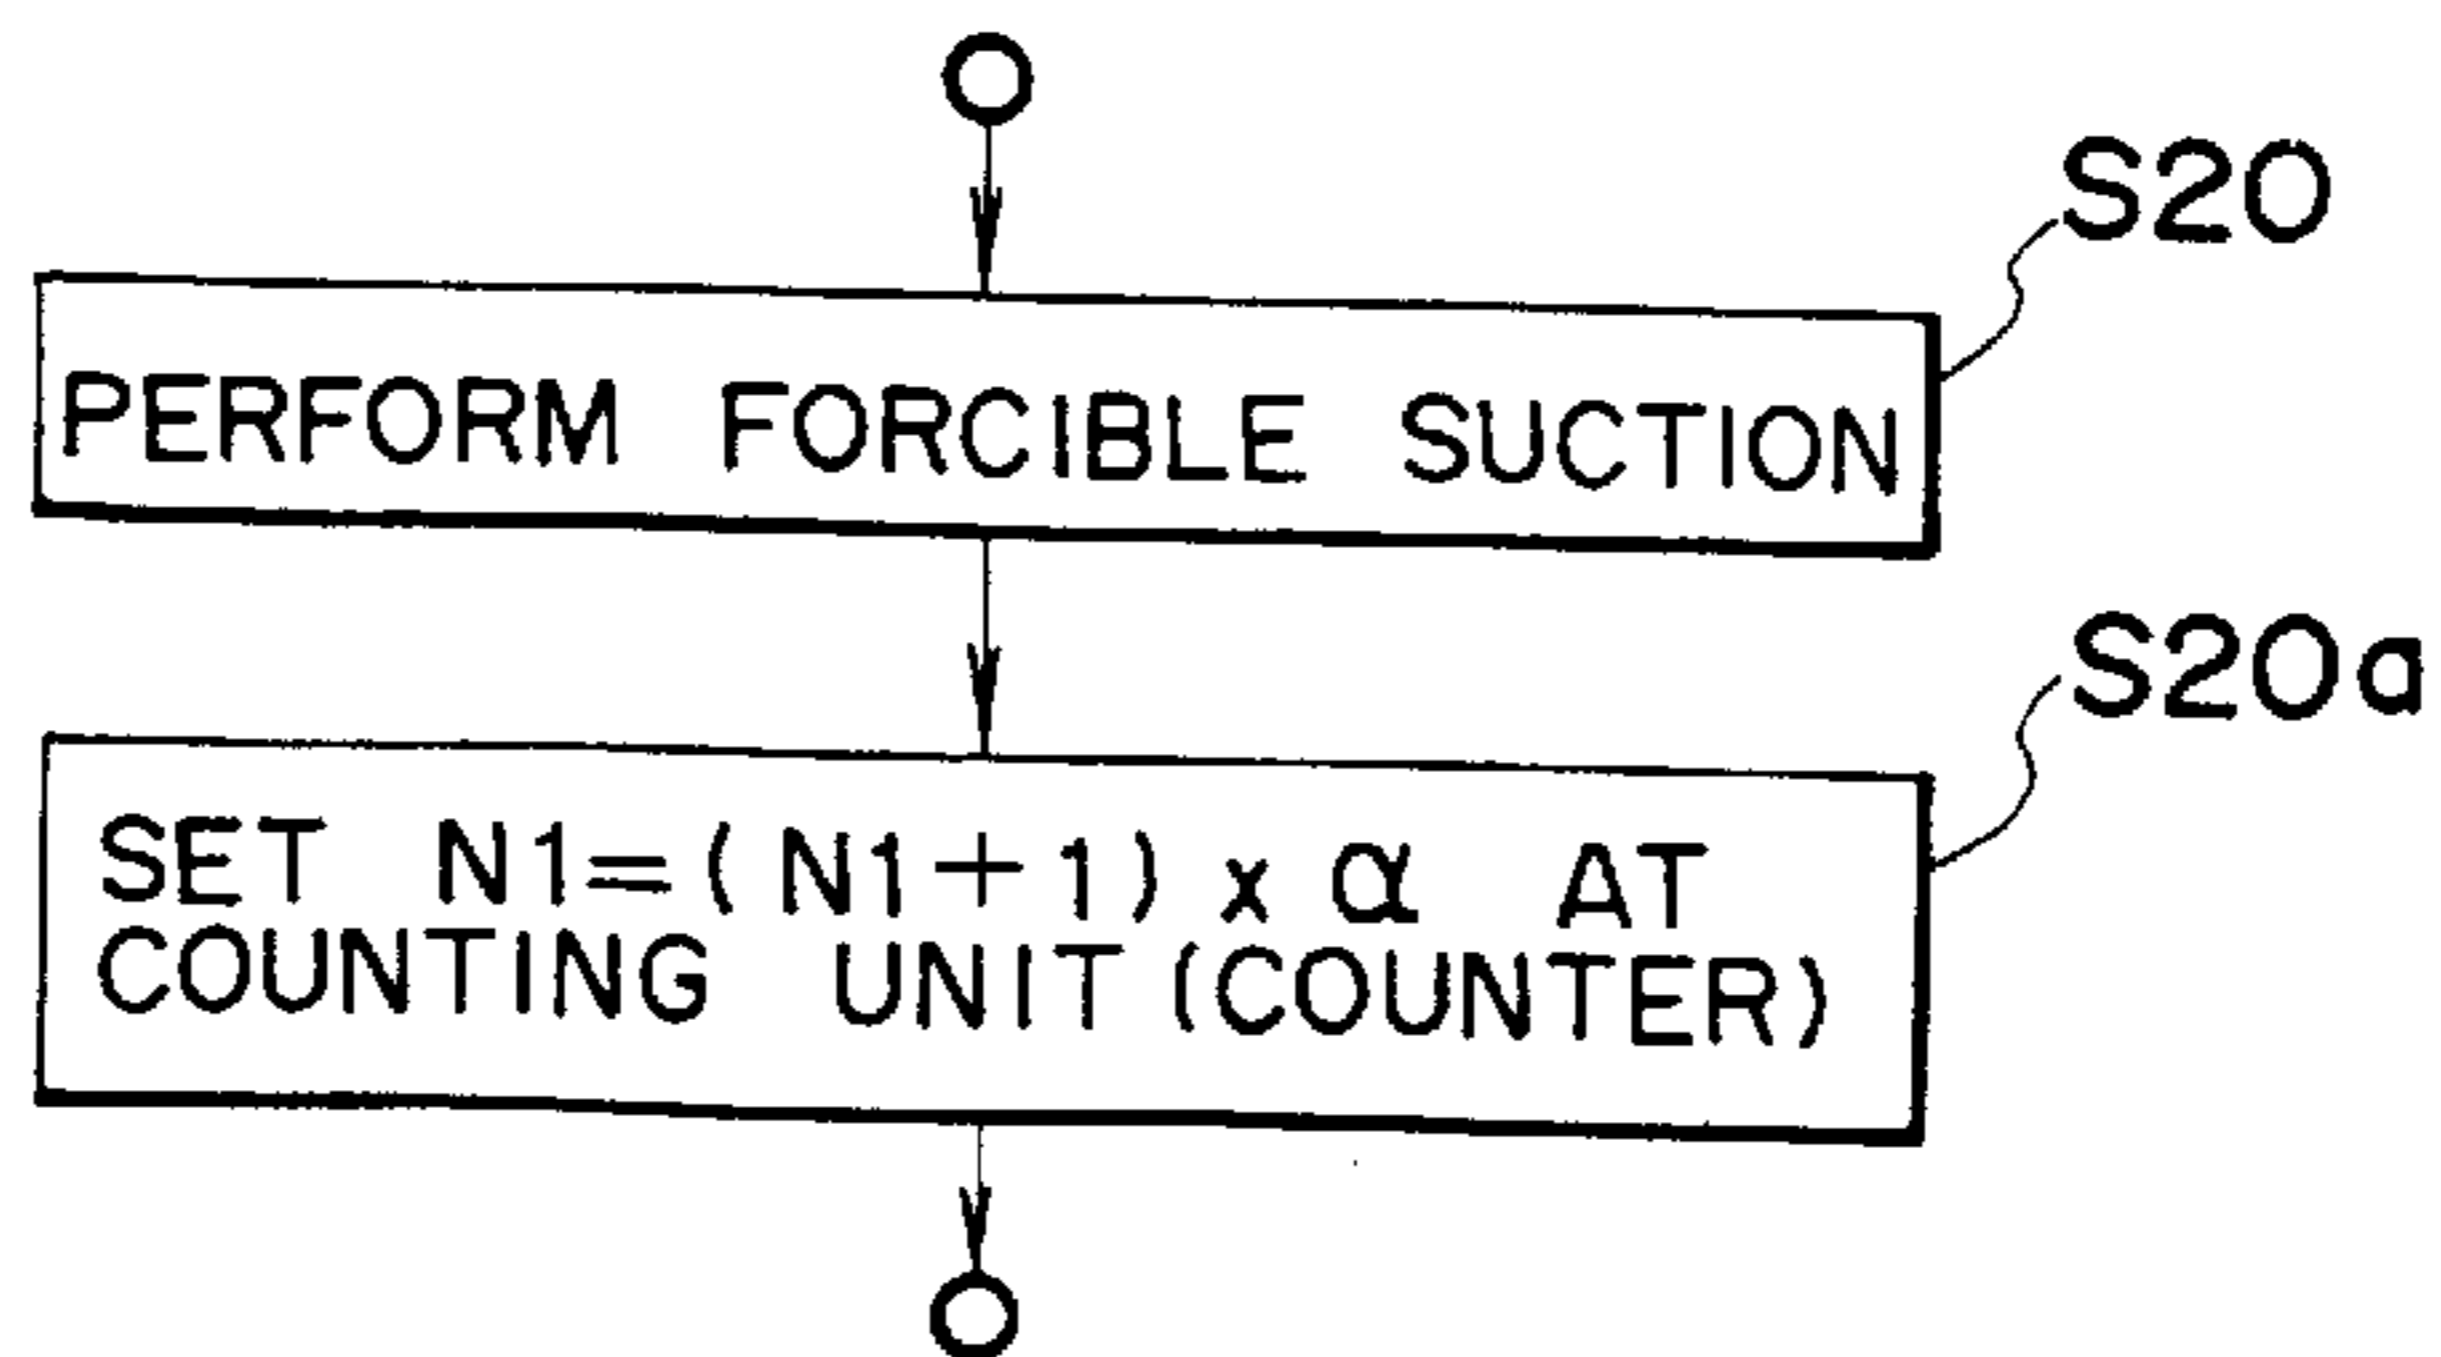 S20
PERFORM FORCIBLE SUCTION
S20a
SET N1=(N1+1)×α AT
COUNTING UNIT(COUNTER)